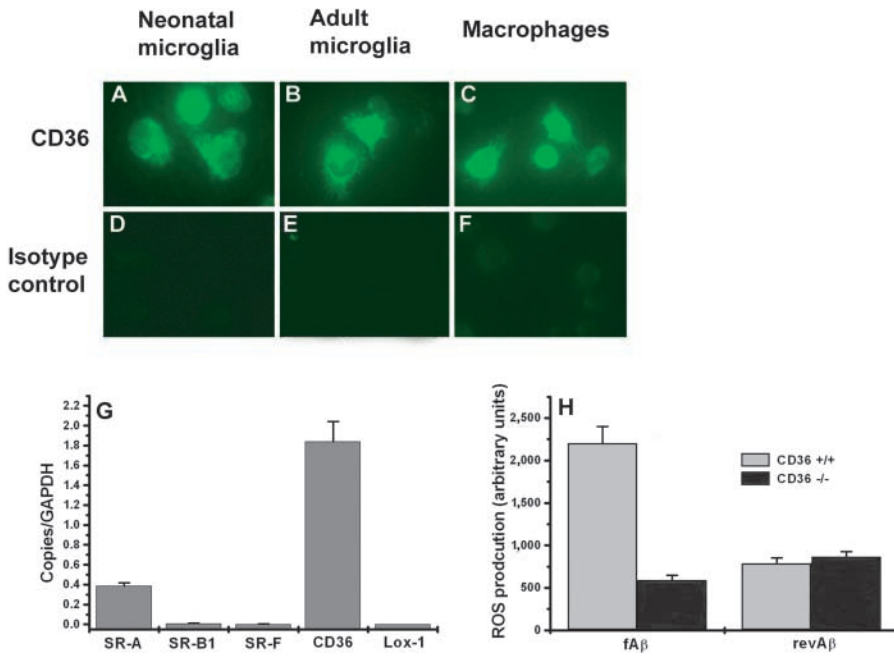 Neonatal microglia
Adult microglia
Macrophages
CD36
A
B
C
Isotype control
D
E
F
G
Copies/GAPDH
2.2
2.0
1.8
1.6
1.4
1.2
1.0
0.8
0.6
0.4
0.2
0.0
SR-A SR-B1 SR-F CD36 Lox-1
H
ROS prodcution (arbitrary units)
2,500
2,000
1,500
1,000
500
0
CD36 +/+
CD36 -/-
fAβ revAβ